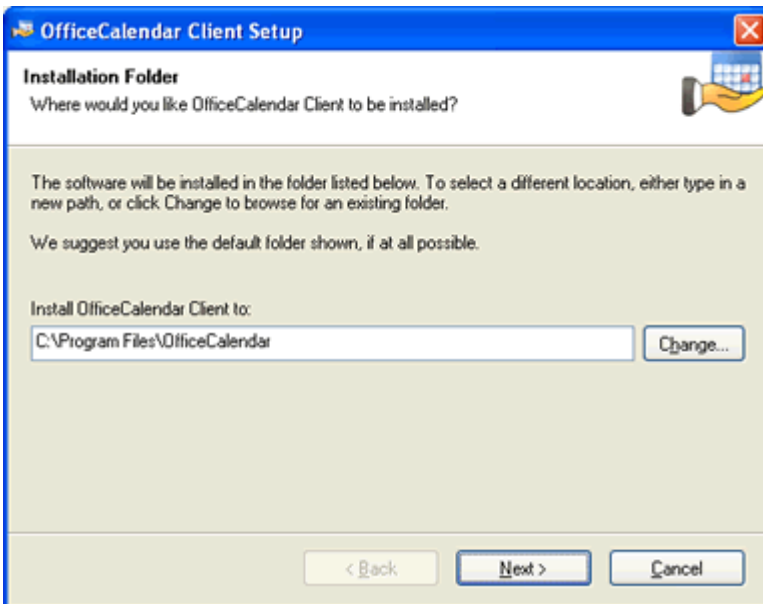 OfficeCalendar Client Setup
Installation Folder
Where would you like OfficeCalendar Client to be installed?
The software will be installed in the folder listed below. To select a different location, either type in a
new path, or click Change to browse for an existing folder.
We suggest you use the default folder shown, if at all possible.
Install OfficeCalendar Client to:
C:\Program Files\OfficeCalendar
Change...
< Back
Next >
Cancel